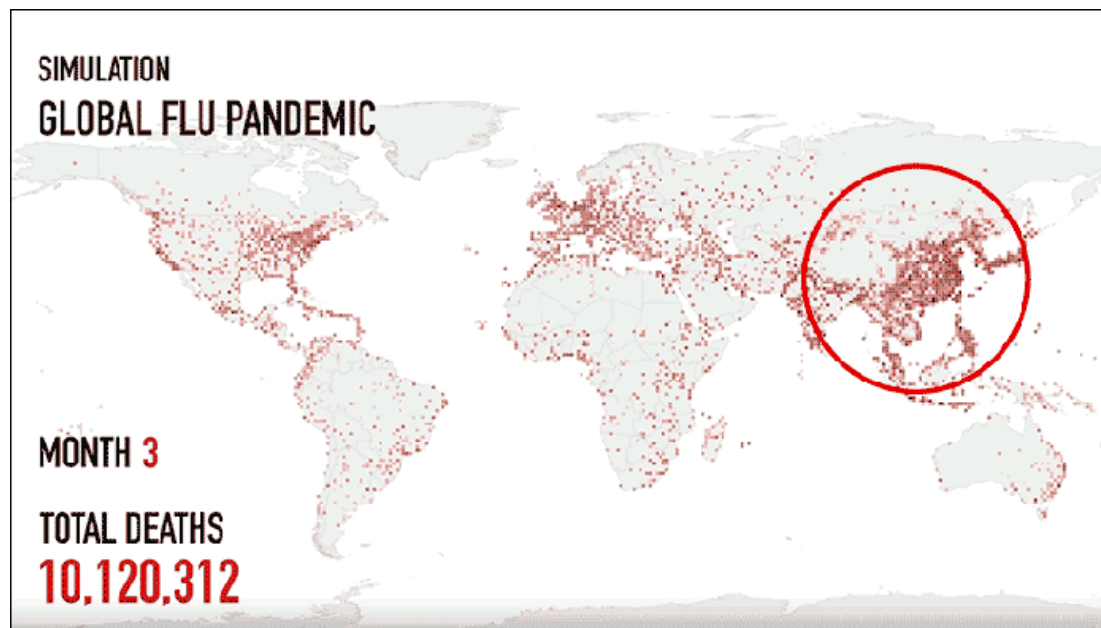 SIMULATION
GLOBAL FLU PANDEMIC
MONTH 3
TOTAL DEATHS
10,120,312